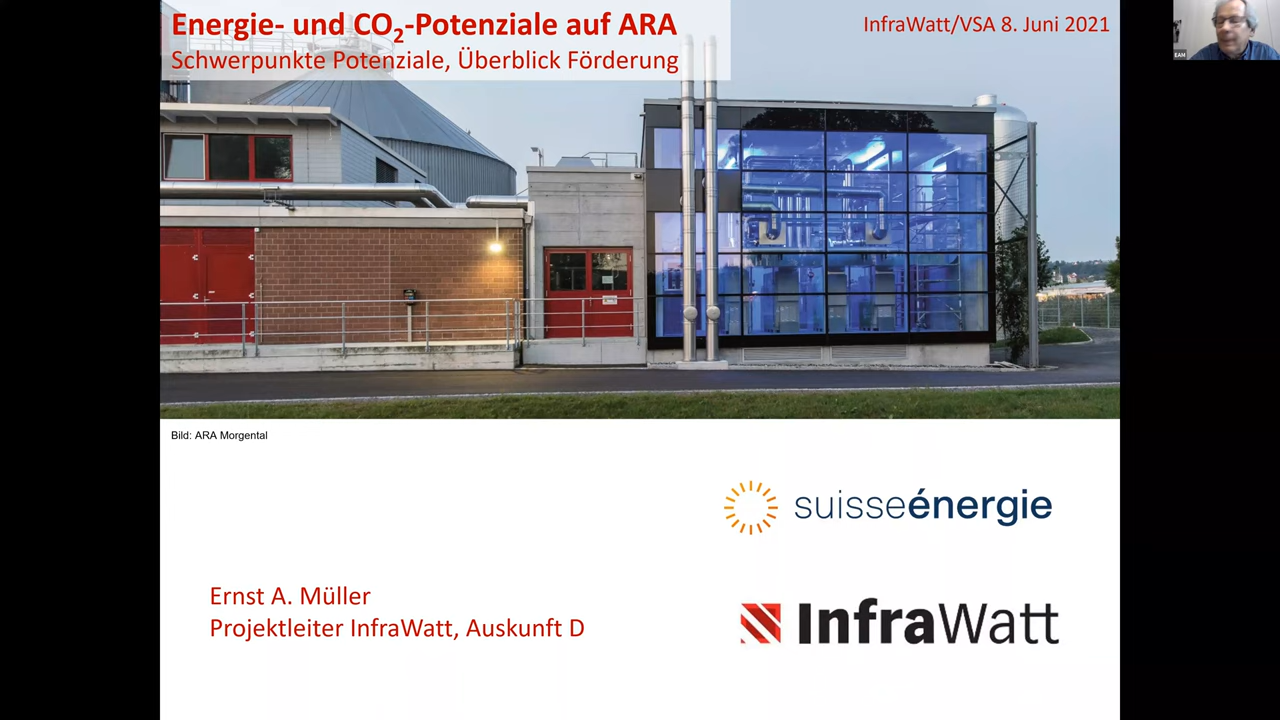 Energie- und CO2-Potenziale auf ARA
Schwerpunkte Potenziale, Überblick Förderung
InfraWatt/VSA 8. Juni 2021
EAM
Bild: ARA Morgental
suisseénergie
Ernst A. Müller
Projektleiter InfraWatt, Auskunft D
InfraWatt